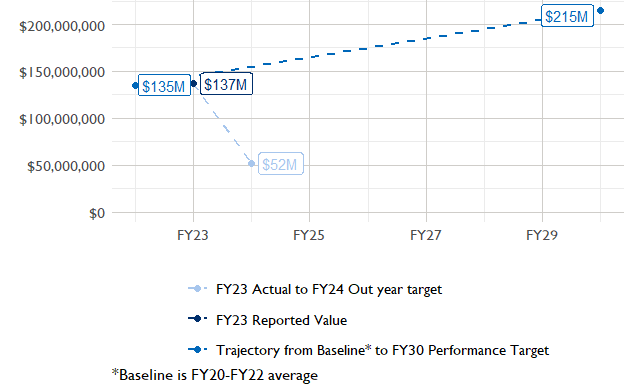 $215M
$200,000,000
$150,000,000
$135M
$137M
$100,000,000
$50,000,000
$52M
$0
FY23
FY25
FY27
FY29
FY23 Actual to FY24 Out year target
FY23 Reported Value
Trajectory from Baseline* to FY30 Performance Target
*Baseline is FY20-FY22 average